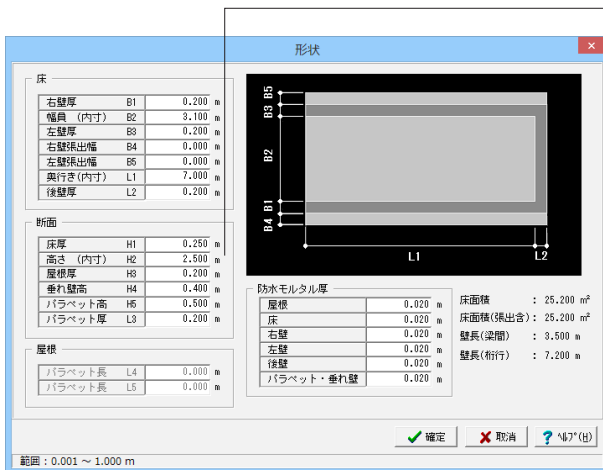 形状
床
右壁厚 B1 0.200 m
幅員 (内寸) B2 3.100 m
左壁厚 B3 0.200 m
右壁張出幅 B4 0.000 m
左壁張出幅 B5 0.000 m
奥行き(内寸) L1 7.000 m
後壁厚 L2 0.200 m
断面
床厚 H1 0.250 m
高さ (内寸) H2 2.500 m
屋根厚 H3 0.200 m
垂れ壁高 H4 0.400 m
パラペット高 H5 0.500 m
パラペット厚 L3 0.200 m
屋根
パラペット長 L4 0.000 m
パラペット長 L5 0.000 m
B5
B3
B2
B1
B4
L1 L2
防水モルタル厚
屋根 0.020 m
床 0.020 m
右壁 0.020 m
左壁 0.020 m
後壁 0.020 m
パラペット・垂れ壁 0.020 m
床面積 : 25.200 m²
床面積(張出含) : 25.200 m²
壁長(梁間) : 3.500 m
壁長(桁行) : 7.200 m
確定 取消 ? ヘルプ(H)
範囲 : 0.001 ～ 1.000 m